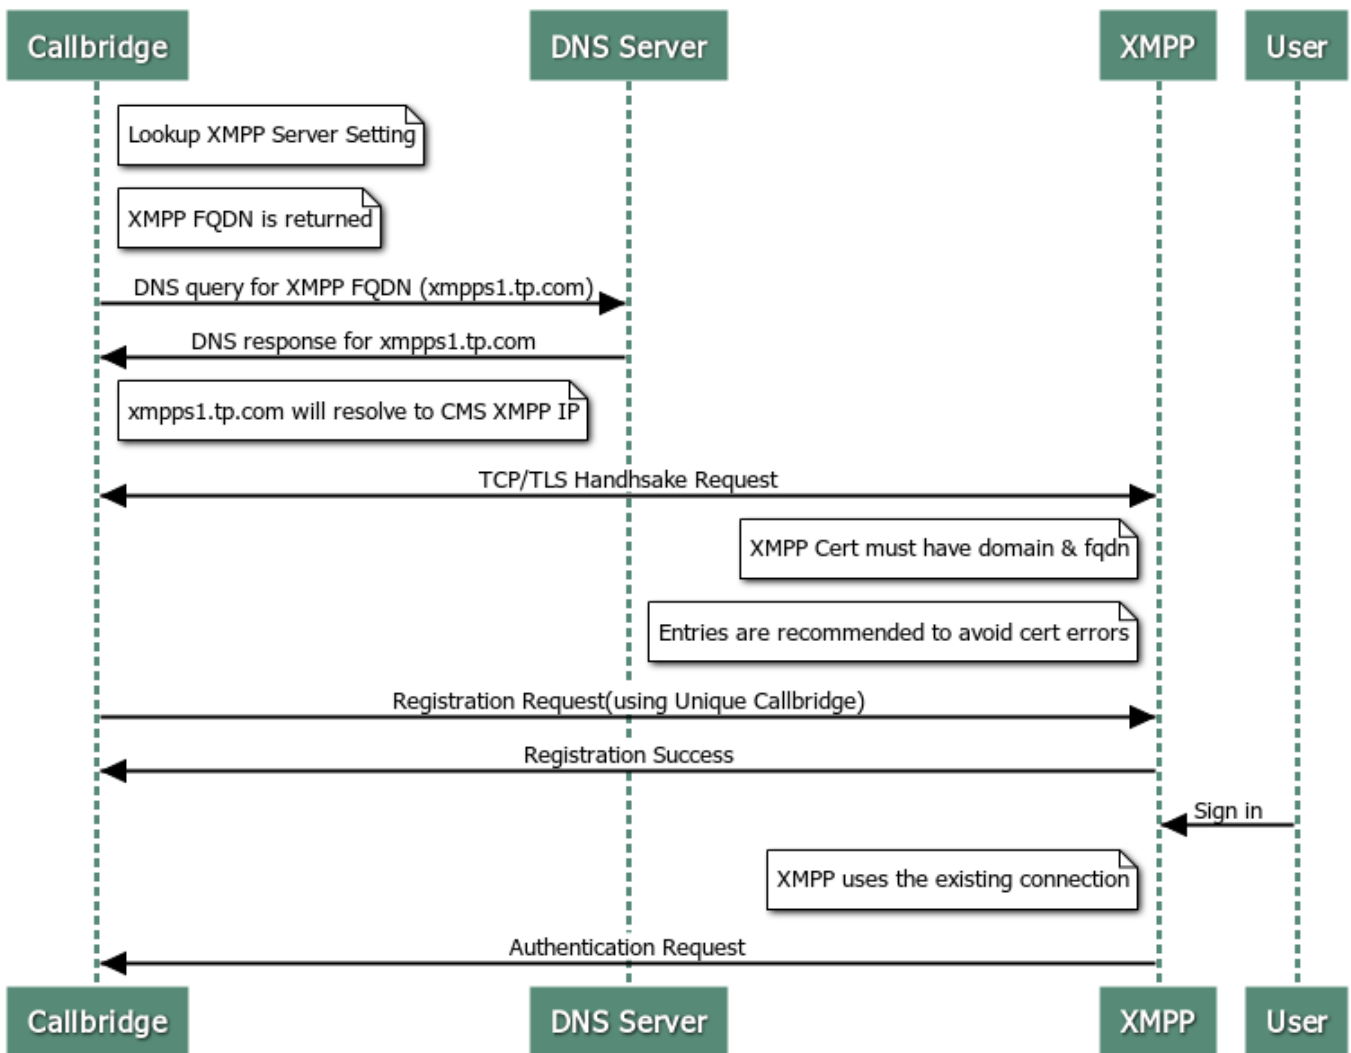 Callbridge
DNS Server
XMPP
User
Lookup XMPP Server Setting
XMPP FQDN is returned
DNS query for XMPP FQDN (xmpps1.tp.com)
DNS response for xmpps1.tp.com
xmpps1.tp.com will resolve to CMS XMPP IP
TCP/TLS Handhsake Request
XMPP Cert must have domain & fqdn
Entries are recommended to avoid cert errors
Registration Request(using Unique Callbridge)
Registration Success
Sign in
XMPP uses the existing connection
Authentication Request
Callbridge
DNS Server
XMPP
User